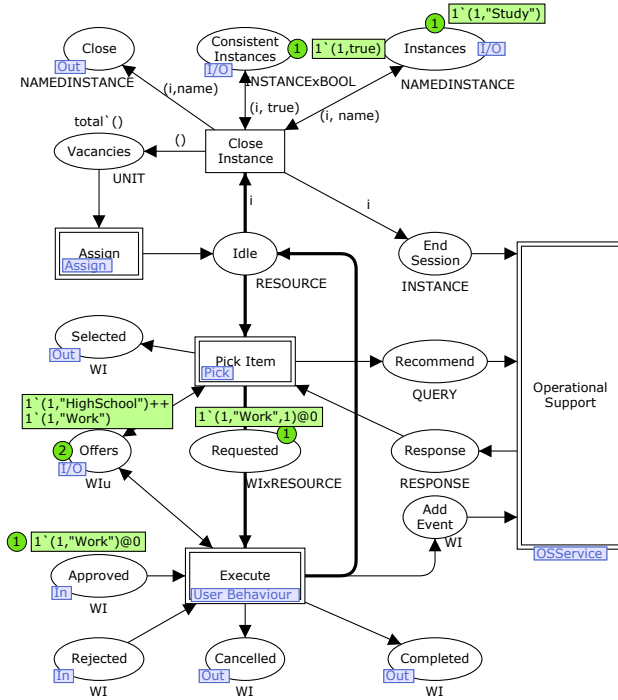 1`(1,"Study")
Close
Out
NAMEDINSTANCE
Consistent
Instances
I/O
1
1`(1,true)
INSTANCExBOOL
1
Instances
I/O
NAMEDINSTANCE
(i,name)
(i, true)
(i, name)
total`()
Vacancies
UNIT
()
Close
Instance
i
i
Assign
Assign
Idle
RESOURCE
End
Session
INSTANCE
Selected
Out
WI
Pick Item
Pick
Recommend
QUERY
Operational
Support
1`(1,"HighSchool")++
1`(1,"Work")
1`(1,"Work",1)@0
1
2
Offers
I/O
WIu
Requested
WIxRESOURCE
Response
RESPONSE
Add
Event
WI
OSService
1
1`(1,"Work")@0
Approved
In
WI
Execute
User Behaviour
Rejected
In
WI
Cancelled
Out
WI
Completed
Out
WI